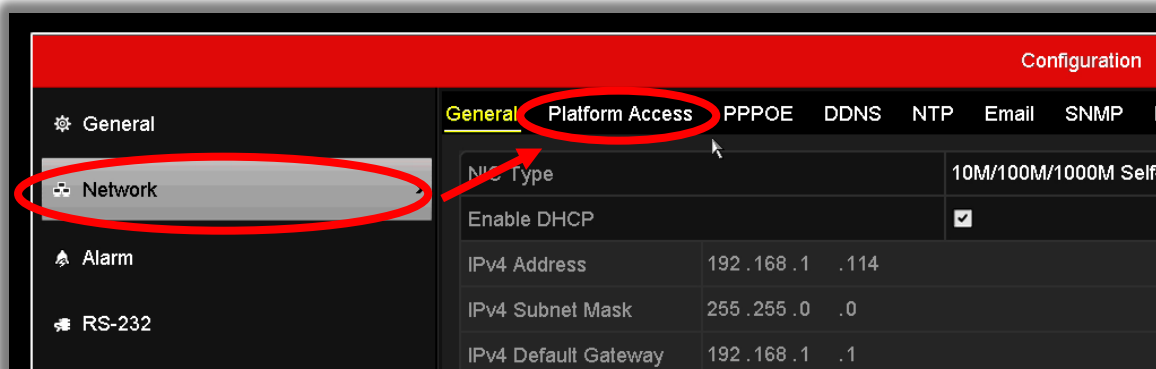 Configuration
General
Network
Alarm
RS-232
General Platform Access PPPOE DDNS NTP Email SNMP
NIC Type 10M/100M/1000M Self
Enable DHCP
IPv4 Address 192.168.1.114
IPv4 Subnet Mask 255.255.0.0
IPv4 Default Gateway 192.168.1.1